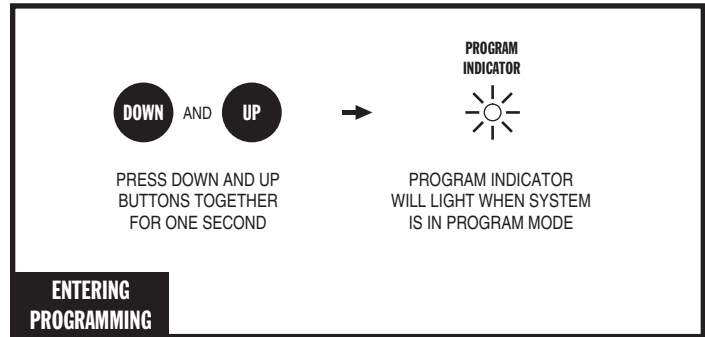 PROGRAM
INDICATOR
DOWN AND UP
PRESS DOWN AND UP
BUTTONS TOGETHER
FOR ONE SECOND
PROGRAM INDICATOR
WILL LIGHT WHEN SYSTEM
IS IN PROGRAM MODE
ENTERING
PROGRAMMING